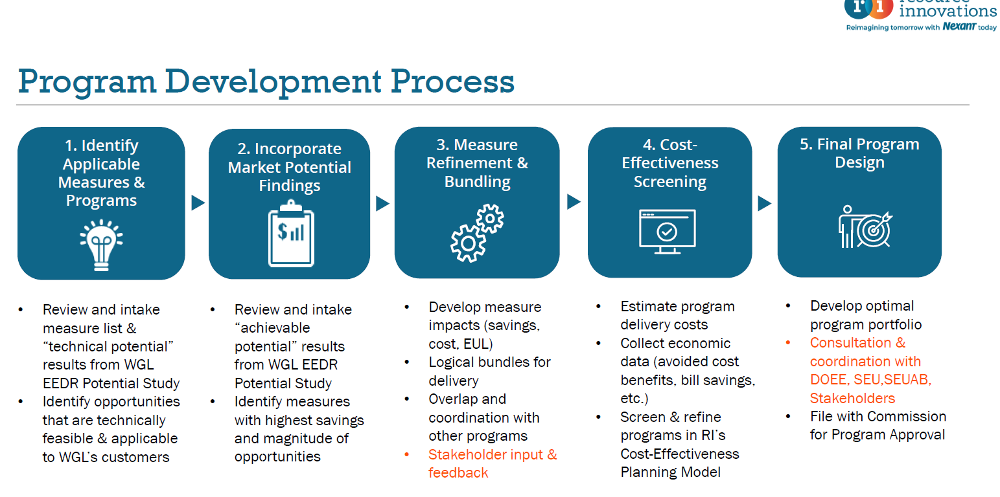 resource
innovations
Reimagining tomorrow with Nexant today
Program Development Process
1. Identify
Applicable
Measures &
Programs
2. Incorporate
Market Potential
Findings
$
3. Measure
Refinement &
Bundling
4. Cost-
Effectiveness
Screening
5. Final Program
Design
• Review and intake
measure list &
“technical potential”
results from WGL
EEDR Potential Study
• Identify opportunities
that are technically
feasible & applicable
to WGL’s customers
• Review and intake
“achievable
potential” results
from WGL EEDR
Potential Study
• Identify measures
with highest savings
and magnitude of
opportunities
• Develop measure
impacts (savings,
cost, EUL)
• Logical bundles for
delivery
• Overlap and
coordination with
other programs
• Stakeholder input &
feedback
• Estimate program
delivery costs
• Collect economic
data (avoided cost
benefits, bill savings,
etc.)
• Screen & refine
programs in RI’s
Cost-Effectiveness
Planning Model
• Develop optimal
program portfolio
• Consultation &
coordination with
DOEE, SEU,SEUAB,
Stakeholders
• File with Commission
for Program Approval